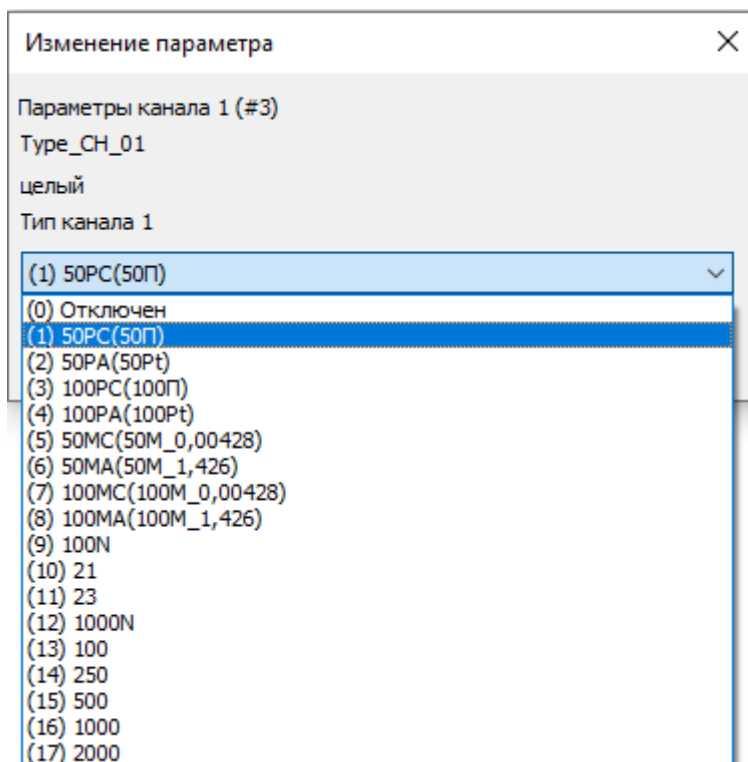 Изменение параметра
Параметры канала 1 (#3)
Type_CH_01
целый
Тип канала 1
(1) 50PC(50П)
(0) Отключен
(1) 50PC(50П)
(2) 50PA(50Pt)
(3) 100PC(100П)
(4) 100PA(100Pt)
(5) 50MC(50M_0,00428)
(6) 50MA(50M_1,426)
(7) 100MC(100M_0,00428)
(8) 100MA(100M_1,426)
(9) 100N
(10) 21
(11) 23
(12) 1000N
(13) 100
(14) 250
(15) 500
(16) 1000
(17) 2000